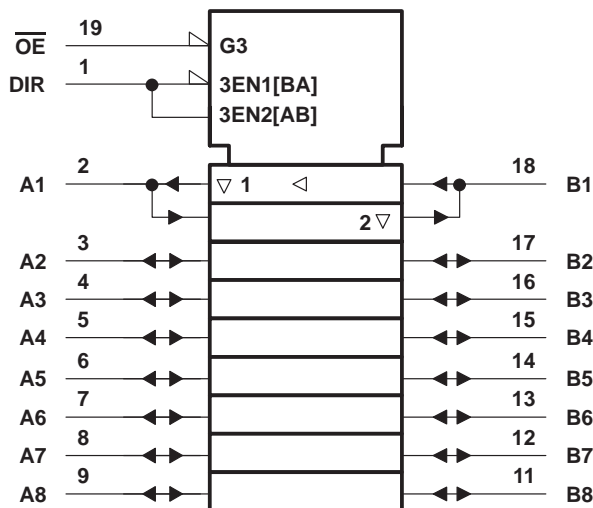 OE 19 G3
DIR 1 3EN1[BA]
3EN2[AB]
A1 2 ▽ 1 ◁ 18 B1
2 ▽
A2 3 17 B2
A3 4 16 B3
A4 5 15 B4
A5 6 14 B5
A6 7 13 B6
A7 8 12 B7
A8 9 11 B8